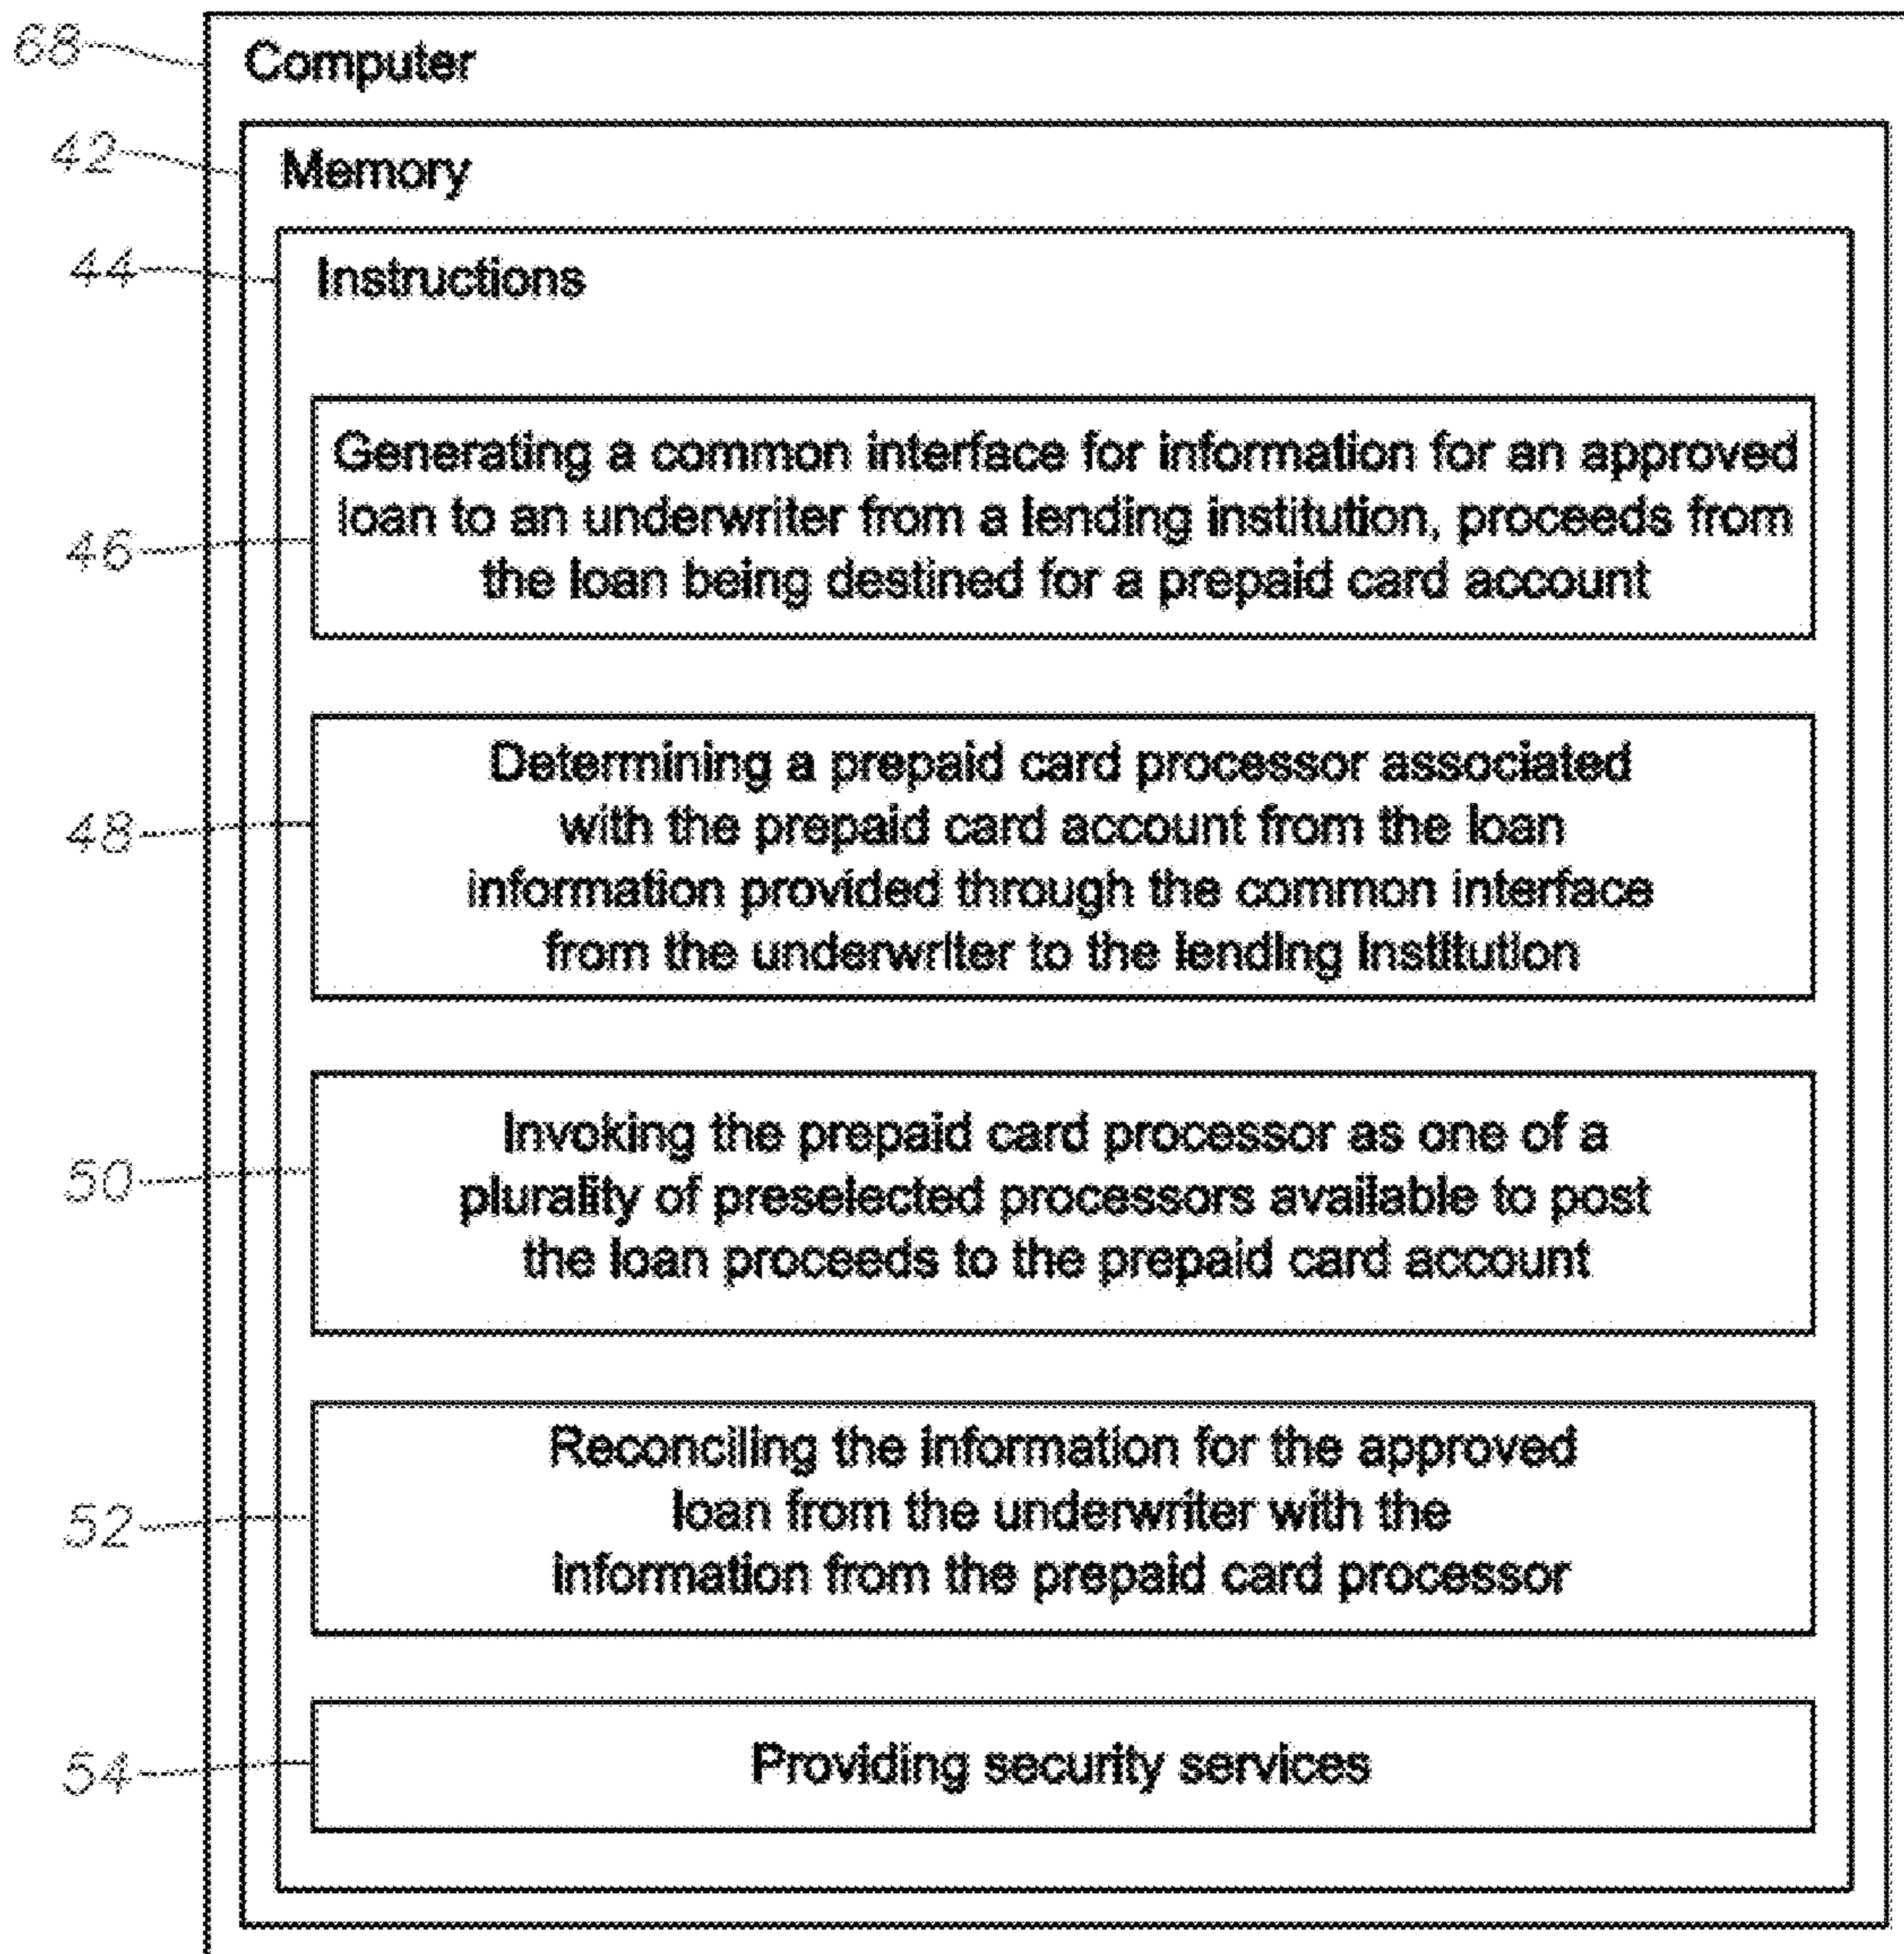 68
Computer
42
Memory
44
Instructions
46
Generating a common interface for information for an approved
loan to an underwriter from a lending institution, proceeds from
the loan being destined for a prepaid card account
48
Determining a prepaid card processor associated
with the prepaid card account from the loan
information provided through the common interface
from the underwriter to the lending institution
50
Invoking the prepaid card processor as one of a
plurality of preselected processors available to post
the loan proceeds to the prepaid card account
52
Reconciling the information for the approved
loan from the underwriter with the
information from the prepaid card processor
54
Providing security services